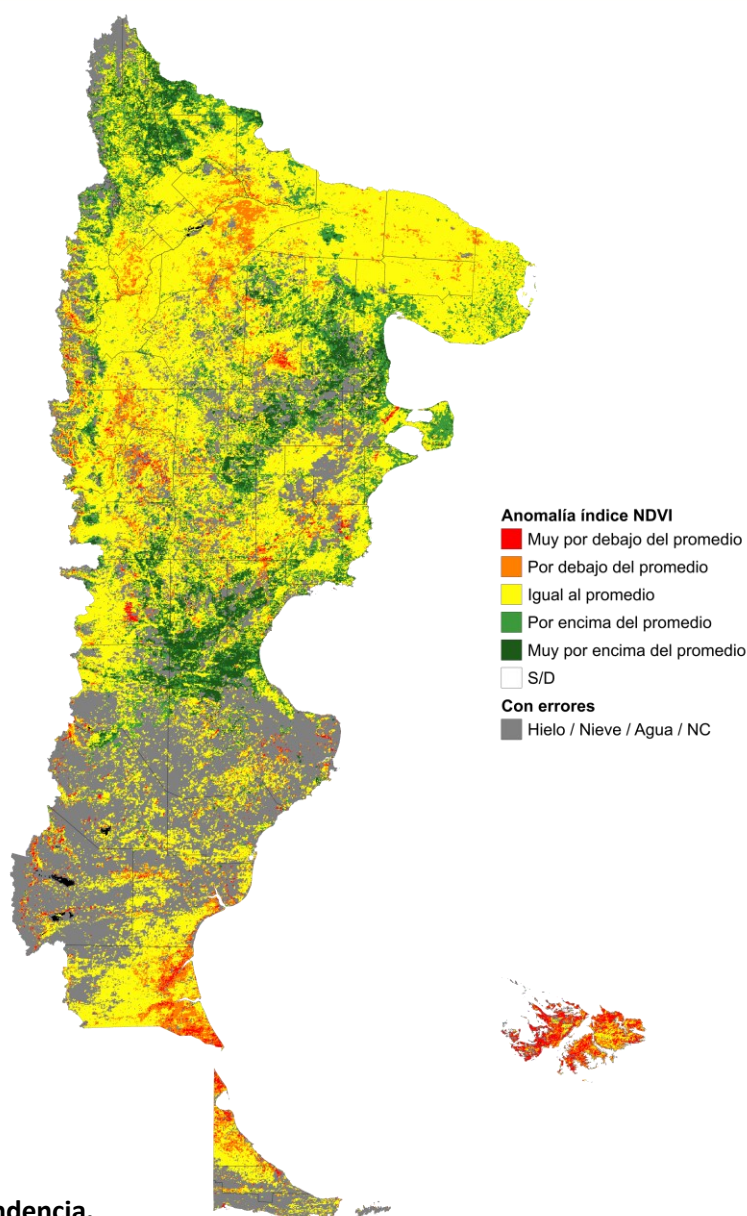 Anomalía índice NDVI
Muy por debajo del promedio
Por debajo del promedio
Igual al promedio
Por encima del promedio
Muy por encima del promedio
S/D
Con errores
Hielo / Nieve / Agua / NC
ndencia.